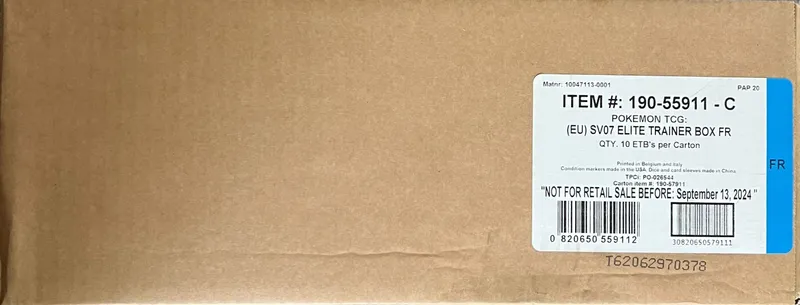 Matnr: 10047113-0001
PAP 20
ITEM #: 190-55911 - C
POKEMON TCG:
(EU) SV07 ELITE TRAINER BOX FR
QTY. 10 ETB's per Carton
FR
Printed in Belgium and Italy
Condition markers made in the USA. Dice and card sleeves made in China.
TPCi: PO-026544
Carton item #: 190-57911
"NOT FOR RETAIL SALE BEFORE: September 13, 2024 "
0 820650 559112
30820650579111
T62062970378